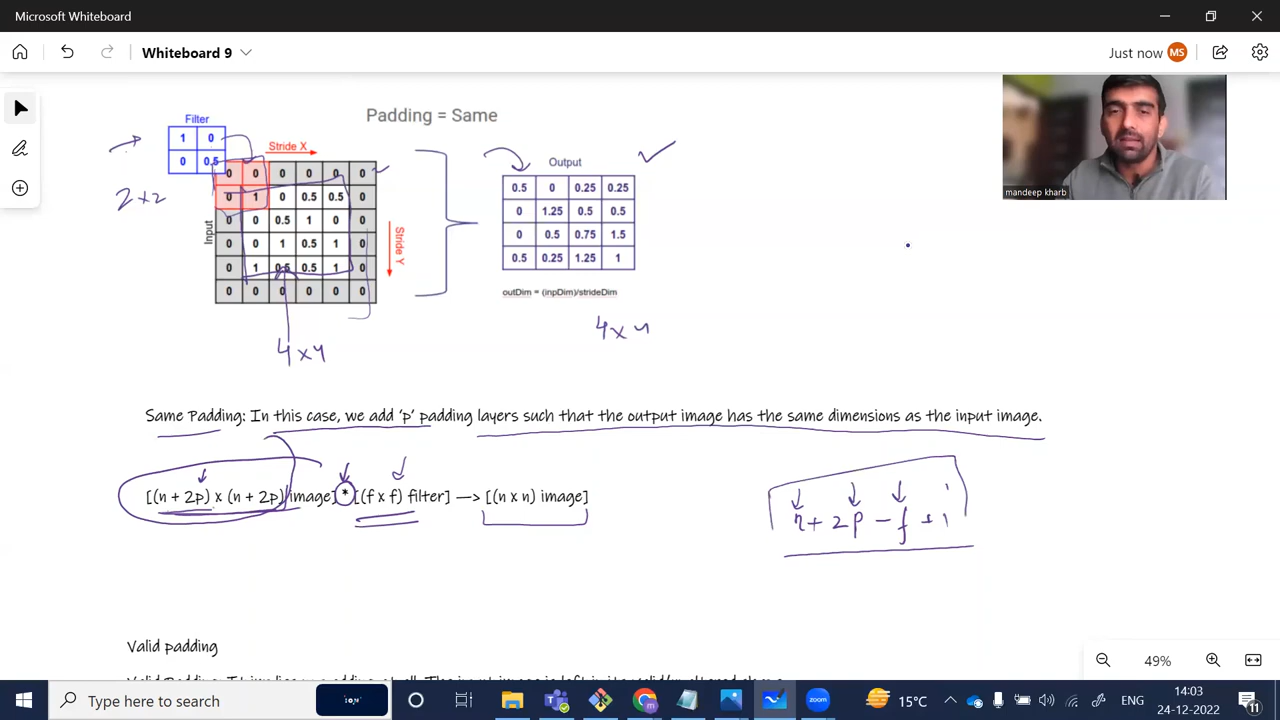 Microsoft Whiteboard
Whiteboard 9
Just now MS
mandeep kharb
Padding = Same
Filter
1 0
0 0.5
2x2
Stride X
Input
0 0 0 0 0 0
0 1 0 0.5 0.5 0
0 0 0.5 1 0 0
0 0 1 0.5 1 0
0 1 0.5 0.5 1 0
0 0 0 0 0 0
Stride Y
4x4
Output
0.5 0 0.25 0.25
0 1.25 0.5 0.5
0 0.5 0.75 1.5
0.5 0.25 1.25 1
outDim = (inpDim)/strideDim
4x4
Same Padding: In this case, we add 'p' padding layers such that the output image has the same dimensions as the input image.
[(n + 2p) x (n + 2p) image] * [(f x f) filter] —> [(n x n) image]
n+ 2p - f +1
Valid padding
49%
Type here to search
15°C
ENG
14:03
24-12-2022
11